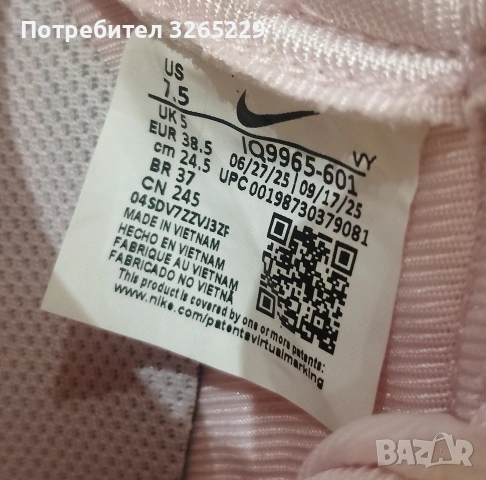 Потребител 3265229
US
7.5
UK 5
EUR 38.5
cm 24.5
BR 37
CN 245
IQ9965-601
VY
06/27/25 | 09/17/25
UPC 00198730379081
04SDV7ZZVJ3ZF
MADE IN VIETNAM
HECHO EN VIETNAM
FABRIQUE AU VIETNAM
FABRICADO NO VIETNÃ
This product is covered by one or more patents:
www.nike.com/patentsvirtualmarking
BAZAR